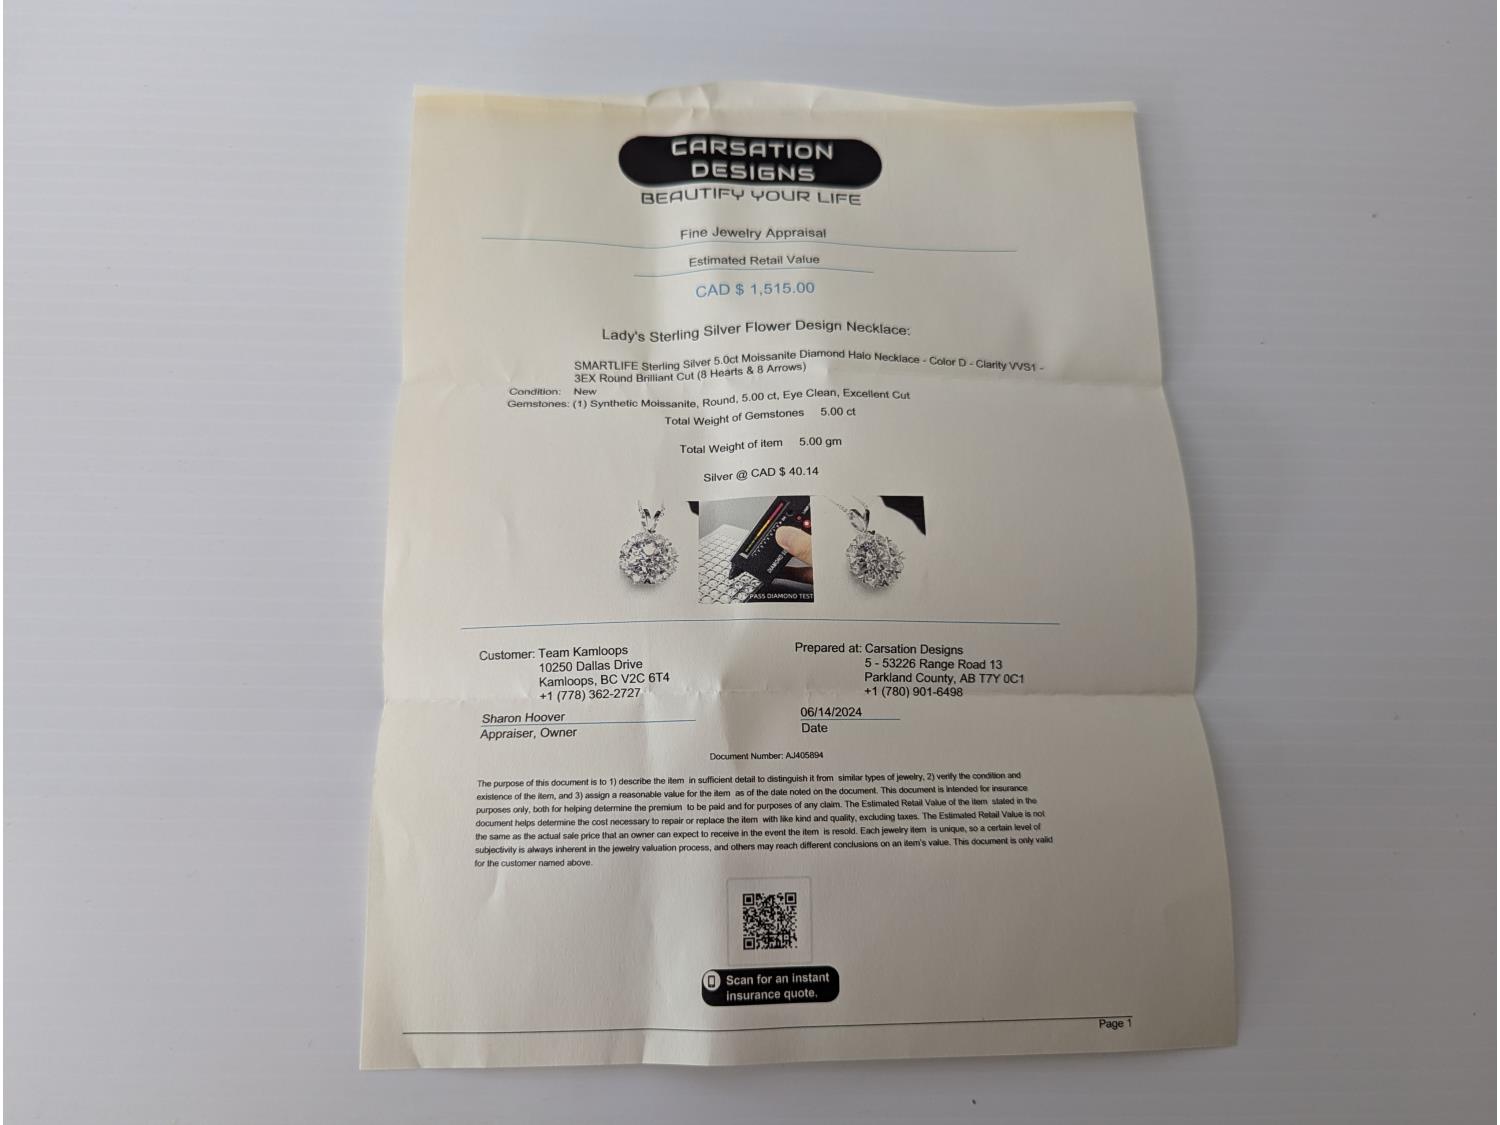 CARSATION
DESIGNS
BEAUTIFY YOUR LIFE
Fine Jewelry Appraisal
Estimated Retail Value
CAD $ 1,515.00
Lady's Sterling Silver Flower Design Necklace:
SMARTLIFE Sterling Silver 5.0ct Moissanite Diamond Halo Necklace - Color D - Clarity VVS1 -
3EX Round Brilliant Cut (8 Hearts & 8 Arrows)
Condition: New
Gemstones: (1) Synthetic Moissanite, Round, 5.00 ct, Eye Clean, Excellent Cut
Total Weight of Gemstones 5.00 ct
Total Weight of item 5.00 gm
Silver @ CAD $ 40.14
PASS DIAMOND TEST
Customer: Team Kamloops
10250 Dallas Drive
Kamloops, BC V2C 6T4
+1 (778) 362-2727
Prepared at: Carsation Designs
5 - 53226 Range Road 13
Parkland County, AB T7Y 0C1
+1 (780) 901-6498
Sharon Hoover
Appraiser, Owner
06/14/2024
Date
Document Number: AJ405894
The purpose of this document is to 1) describe the item in sufficient detail to distinguish it from similar types of jewelry, 2) verify the condition and
existence of the item, and 3) assign a reasonable value for the item as of the date noted on the document. This document is intended for insurance
purposes only, both for helping determine the premium to be paid and for purposes of any claim. The Estimated Retail Value of the item stated in the
document helps determine the cost necessary to repair or replace the item with like kind and quality, excluding taxes. The Estimated Retail Value is not
the same as the actual sale price that an owner can expect to receive in the event the item is resold. Each jewelry item is unique, so a certain level of
subjectivity is always inherent in the jewelry valuation process, and others may reach different conclusions on an item's value. This document is only valid
for the customer named above.
Scan for an instant
insurance quote.
Page 1